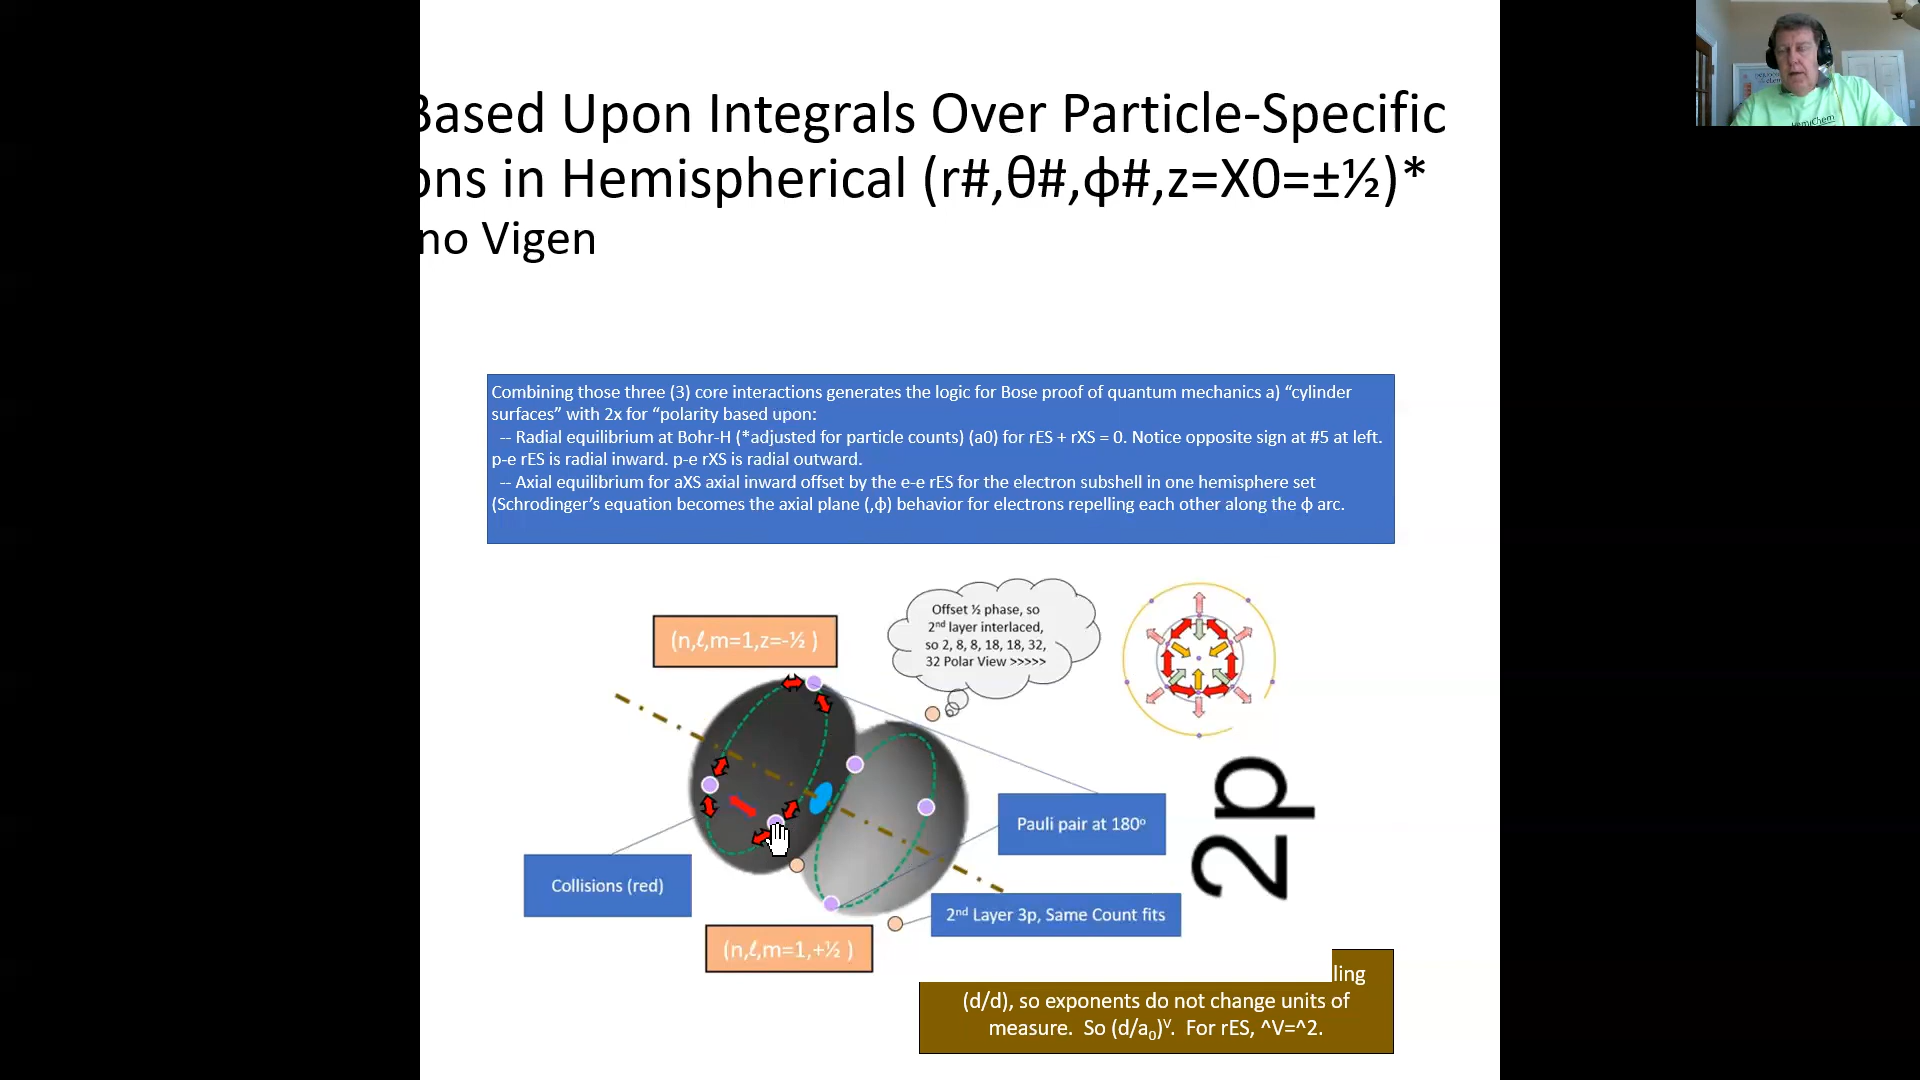 Based Upon Integrals Over Particle-Specific
ons in Hemispherical (r#,θ#,ф#,z=X0=±½)*
no Vigen
Combining those three (3) core interactions generates the logic for Bose proof of quantum mechanics a) “cylinder
surfaces” with 2x for “polarity based upon:
-- Radial equilibrium at Bohr-H (*adjusted for particle counts) (a0) for rES + rXS = 0. Notice opposite sign at #5 at left.
p-e rES is radial inward. p-e rXS is radial outward.
-- Axial equilibrium for aXS axial inward offset by the e-e rES for the electron subshell in one hemisphere set
(Schrodinger’s equation becomes the axial plane (,ф) behavior for electrons repelling each other along the ф arc.
(n,ℓ,m=1,z=-½ )
Offset ½ phase, so
2nd layer interlaced,
so 2, 8, 8, 18, 18, 32,
32 Polar View >>>>>
2p
Pauli pair at 180º
Collisions (red)
2nd Layer 3p, Same Count fits
(n,ℓ,m=1,+½ )
ling
(d/d), so exponents do not change units of
measure. So (d/a0)V. For rES, ^V=^2.